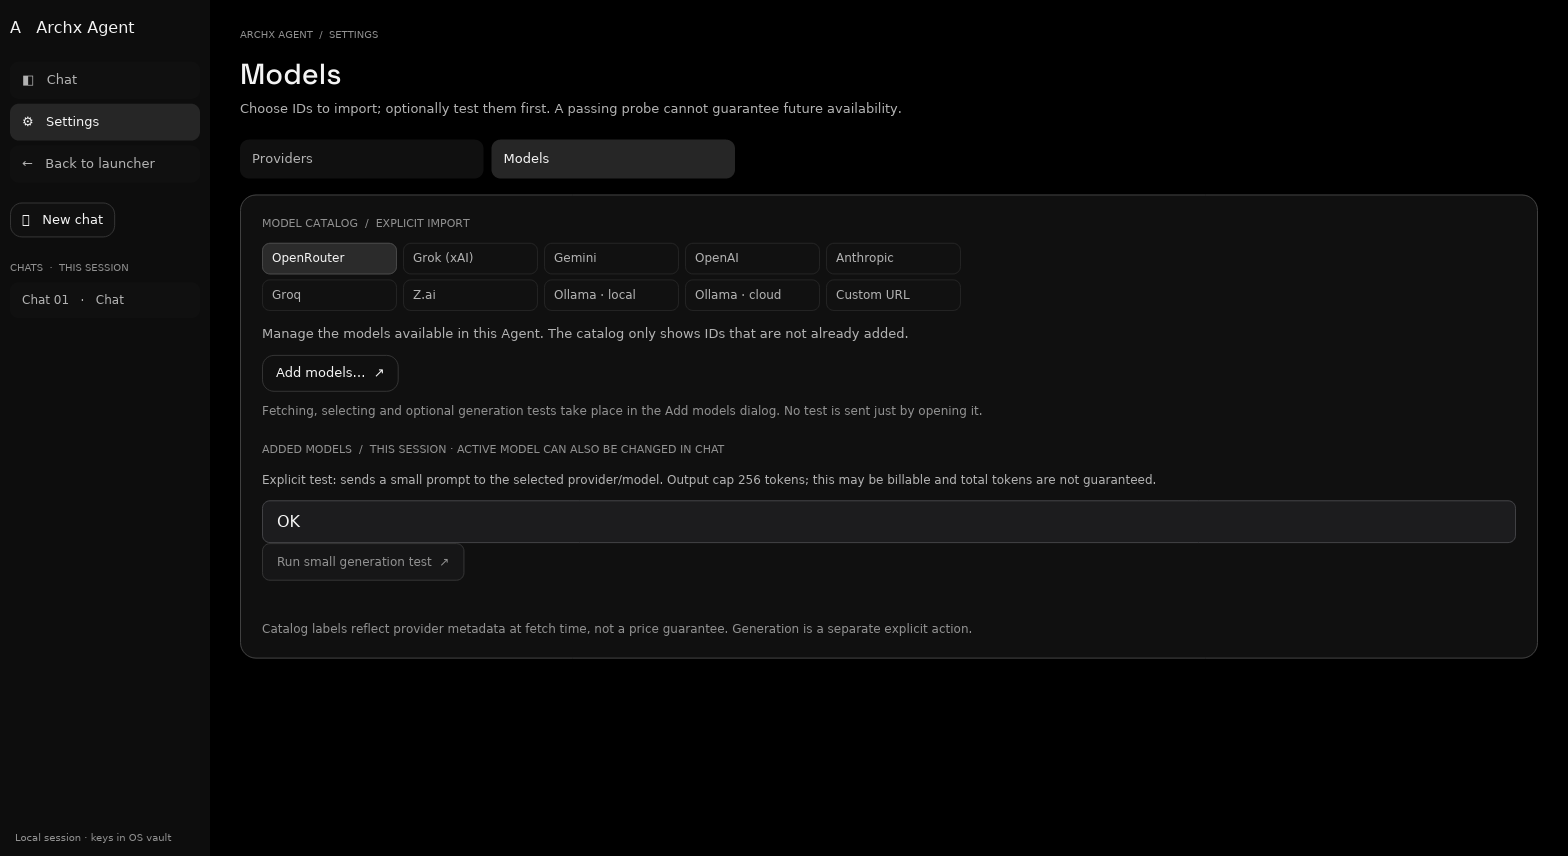 A Archx Agent
Chat
Settings
← Back to launcher
New chat
CHATS · THIS SESSION
Chat 01 · Chat
Local session · keys in OS vault
ARCHX AGENT / SETTINGS
Models
Choose IDs to import; optionally test them first. A passing probe cannot guarantee future availability.
Providers
Models
MODEL CATALOG / EXPLICIT IMPORT
OpenRouter
Grok (xAI)
Gemini
OpenAI
Anthropic
Groq
Z.ai
Ollama · local
Ollama · cloud
Custom URL
Manage the models available in this Agent. The catalog only shows IDs that are not already added.
Add models... ↗
Fetching, selecting and optional generation tests take place in the Add models dialog. No test is sent just by opening it.
ADDED MODELS / THIS SESSION · ACTIVE MODEL CAN ALSO BE CHANGED IN CHAT
Explicit test: sends a small prompt to the selected provider/model. Output cap 256 tokens; this may be billable and total tokens are not guaranteed.
OK
Run small generation test ↗
Catalog labels reflect provider metadata at fetch time, not a price guarantee. Generation is a separate explicit action.